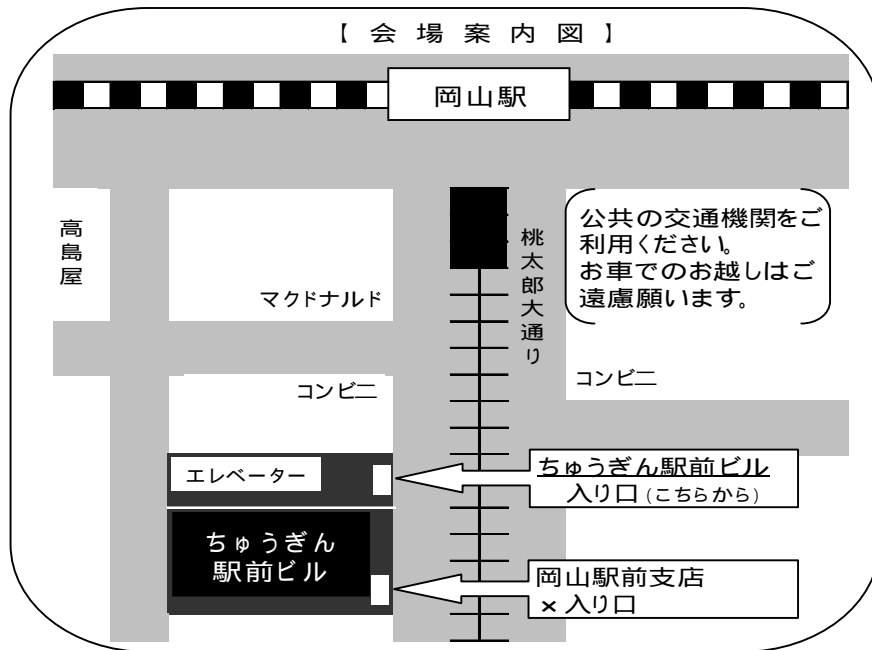 【 会 場 案 内 図 】
岡山駅
高島屋
マクドナルド
桃太郎大通り
公共の交通機関をご
利用ください。
お車でのお越しはご
遠慮願います。
コンビニ
コンビニ
エレベーター
ちゅうぎん駅前ビル
入り口 (こちらから)
ちゅうぎん
駅前ビル
岡山駅前支店
× 入り口